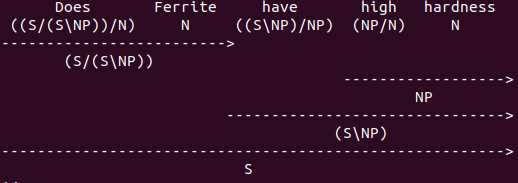 Does Ferrite have high hardness
((S/(S\NP))/N) N ((S\NP)/NP) (NP/N) N
------------------------->
(S/(S\NP))
------------------>
NP
------------------------------->
(S\NP)
-------------------------------------------------------->
S